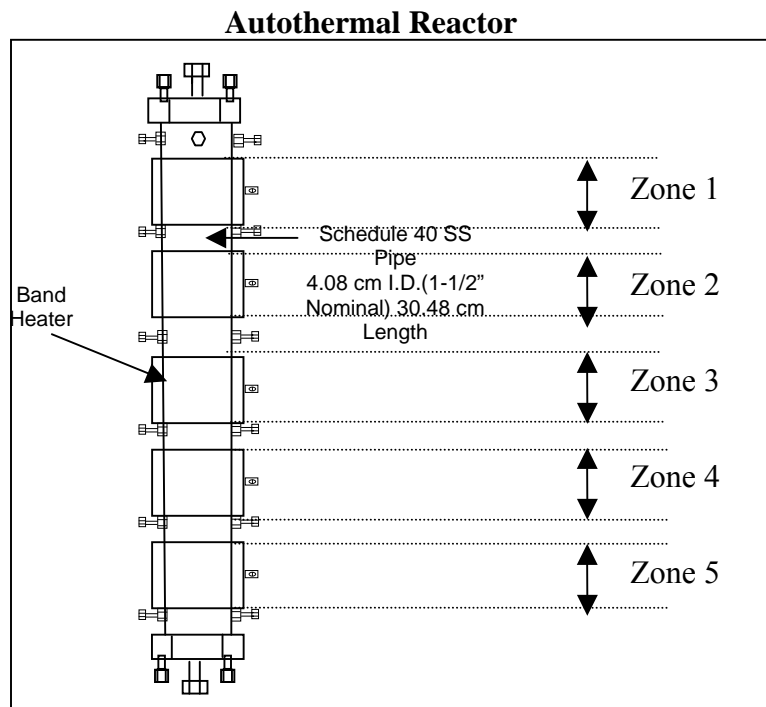 Autothermal Reactor
Zone 1
Schedule 40 SS
Pipe
4.08 cm I.D.(1-1/2”
Nominal) 30.48 cm
Length
Zone 2
Band
Heater
Zone 3
Zone 4
Zone 5